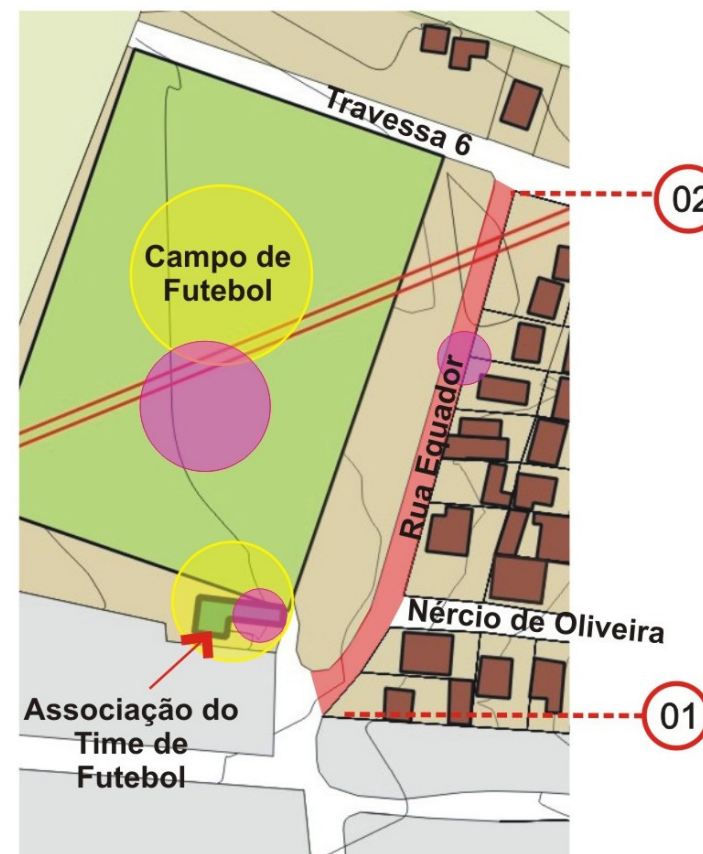 Travessa 6
02
Campo de
Futebol
Rua Equador
Nércio de Oliveira
Associação do
Time de
Futebol
01